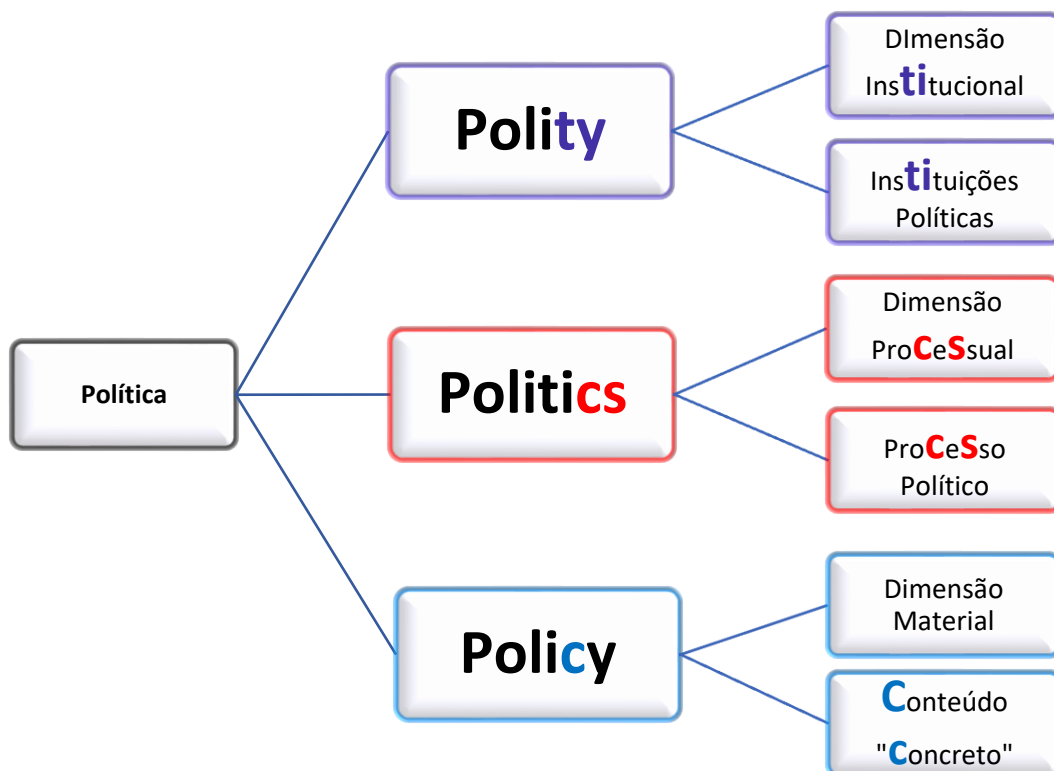 Política
Polity
DImensão
Institucional
Instituições
Políticas
Politics
Dimensão
ProCeSsual
ProCeSso
Político
Policy
Dimensão
Material
Conteúdo
"Concreto"